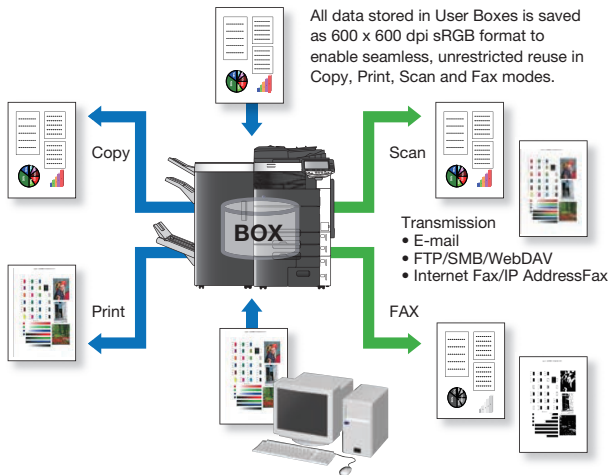 All data stored in User Boxes is saved
as 600 x 600 dpi sRGB format to
enable seamless, unrestricted reuse in
Copy, Print, Scan and Fax modes.
Copy
Scan
BOX
Transmission
• E-mail
• FTP/SMB/WebDAV
• Internet Fax/IP AddressFax
Print
FAX